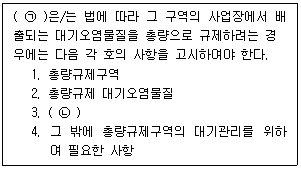 ( ㉠ )은/는 법에 따라 그 구역의 사업장에서 배
출되는 대기오염물질을 총량으로 규제하려는 경
우에는 다음 각 호의 사항을 고시하여야 한다.
1. 총량규제구역
2. 총량규제 대기오염물질
3. ( ㉡ )
4. 그 밖에 총량규제구역의 대기관리를 위하
여 필요한 사항